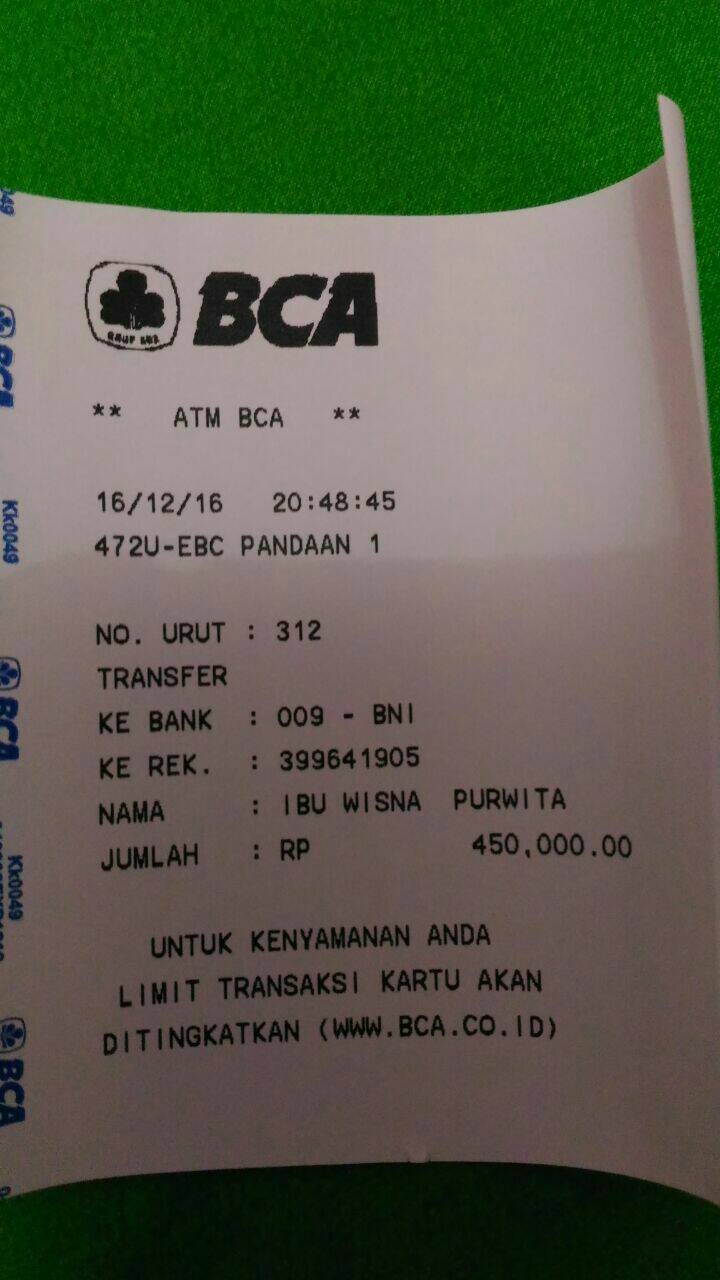 BCA
** ATM BCA **
16/12/16 20:48:45
472U-EBC PANDAAN 1
NO. URUT : 312
TRANSFER
KE BANK : 009 - BNI
KE REK. : 399641905
NAMA : IBU WISNA PURWITA
JUMLAH : RP 450,000.00
UNTUK KENYAMANAN ANDA
LIMIT TRANSAKSI KARTU AKAN
DITINGKATKAN (WWW.BCA.CO.ID)
BCA
Kk0049
BCA
Kk0049
BCA